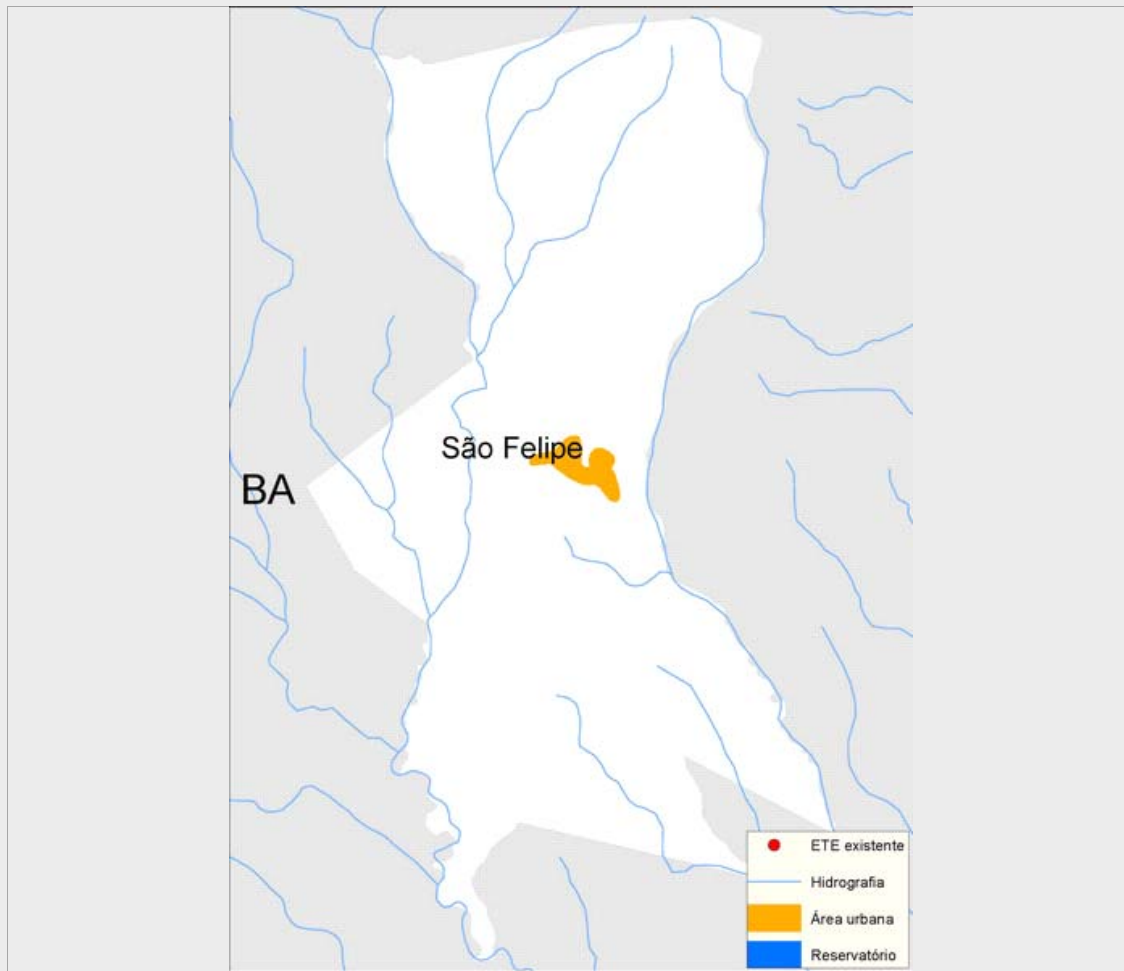 São Felipe
BA
ETE existente
Hidrografia
Área urbana
Reservatório